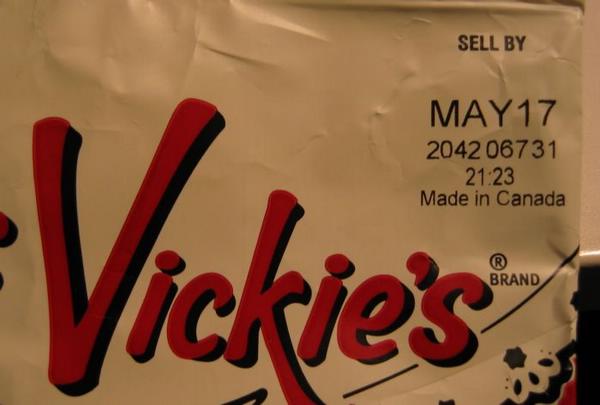 SELL BY
MAY17
2042 06731
21:23
Made in Canada
Vickie's
® BRAND